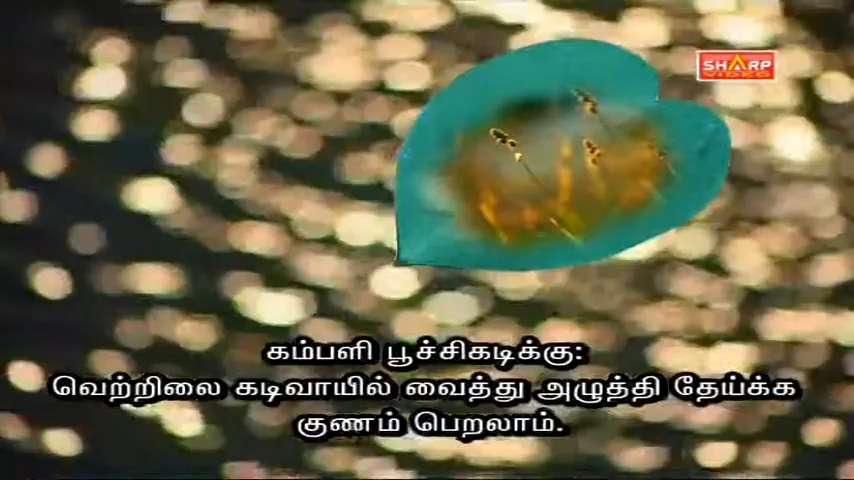 SHARP
VIDEO
கம்பளி பூச்சிகடிக்கு:
வெற்றிலை கடிவாயில் வைத்து அழுத்தி தேய்க்க
குணம் பெறலாம்.